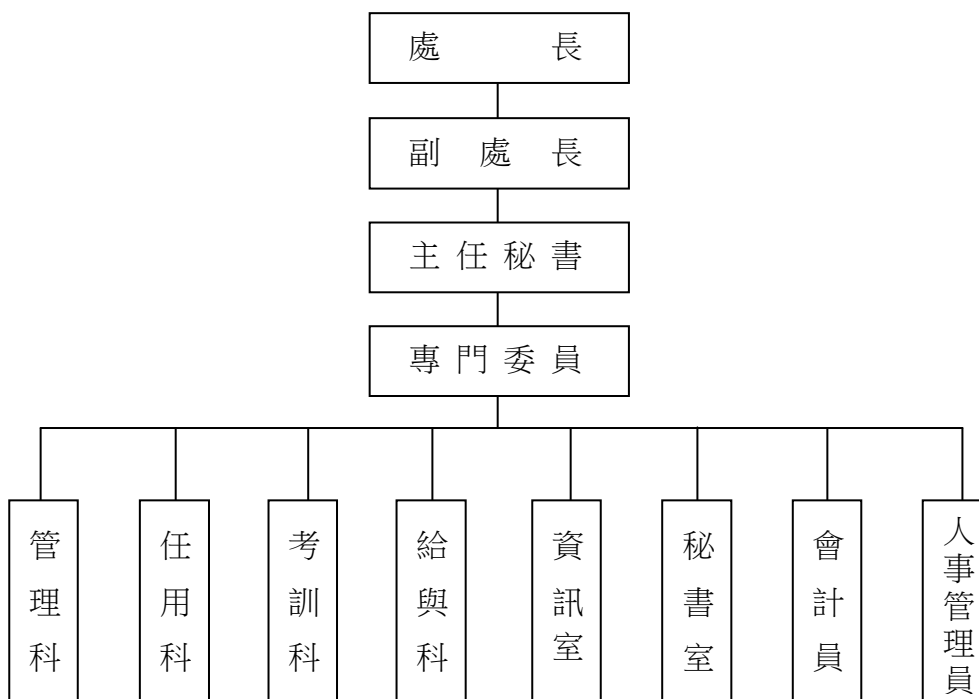 處長
副處長
主任秘書
專門委員
管理科
任用科
考訓科
給與科
資訊室
秘書室
會計員
人事管理員